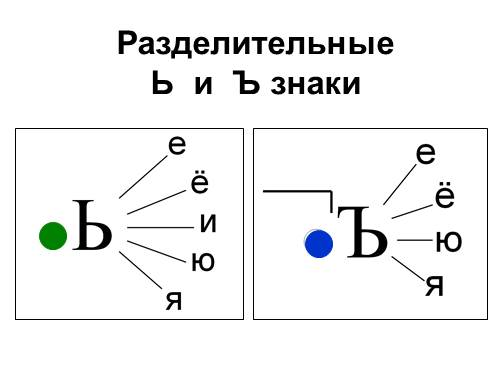 Разделительные
Ь и Ъ знаки
Ь
е
ё
и
ю
я
Ъ
е
ё
ю
я